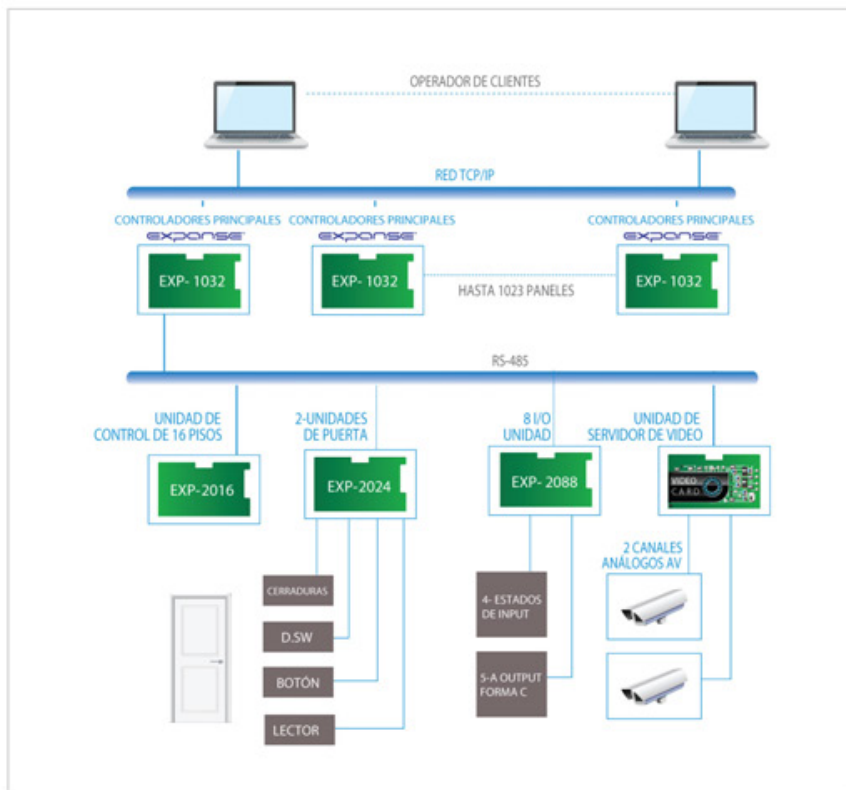 OPERADOR DE CLIENTES
RED TCP/IP
CONTROLADORES PRINCIPALES
expanse
EXP- 1032
CONTROLADORES PRINCIPALES
expanse
EXP- 1032
CONTROLADORES PRINCIPALES
expanse
EXP- 1032
HASTA 1023 PANELES
RS-485
UNIDAD DE
CONTROL DE 16 PISOS
EXP-2016
2-UNIDADES
DE PUERTA
EXP-2024
8 I/O
UNIDAD
EXP- 2088
UNIDAD DE
SERVIDOR DE VIDEO
VIDEO
CARD
CERRADURAS
D.SW
BOTÓN
LECTOR
4- ESTADOS
DE INPUT
5-A OUTPUT
FORMA C
2 CANALES
ANÁLOGOS AV